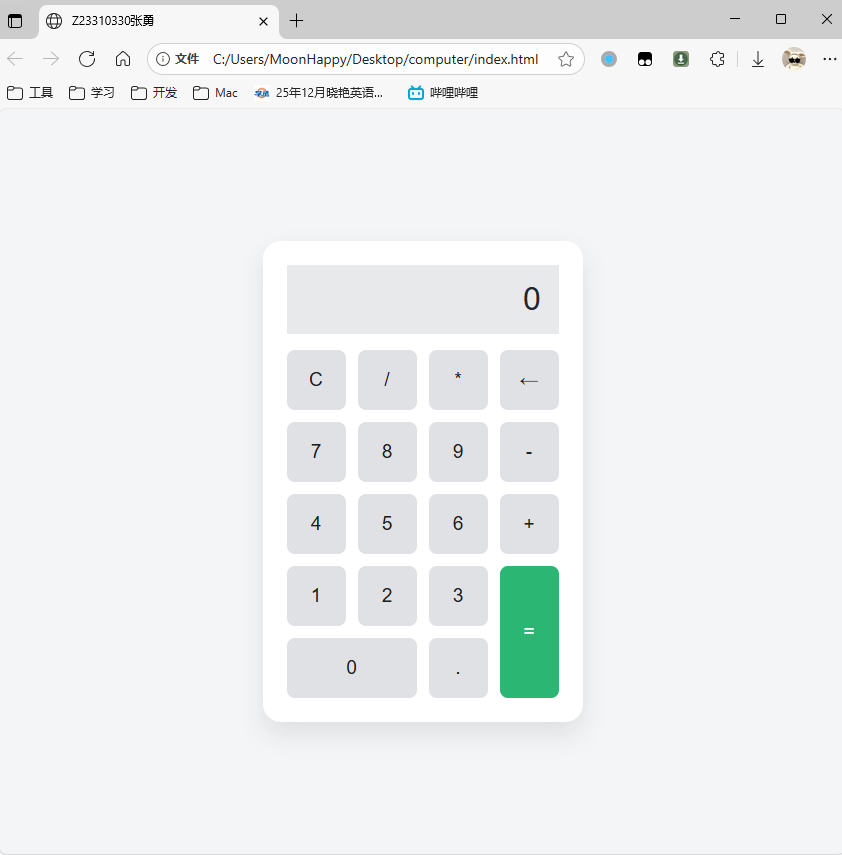 Z23310330张勇
文件 C:/Users/MoonHappy/Desktop/computer/index.html
工具 学习 开发 Mac 25年12月晓艳英语... 哔哩哔哩
0
C / * ←
7 8 9 -
4 5 6 +
1 2 3
=
0 .